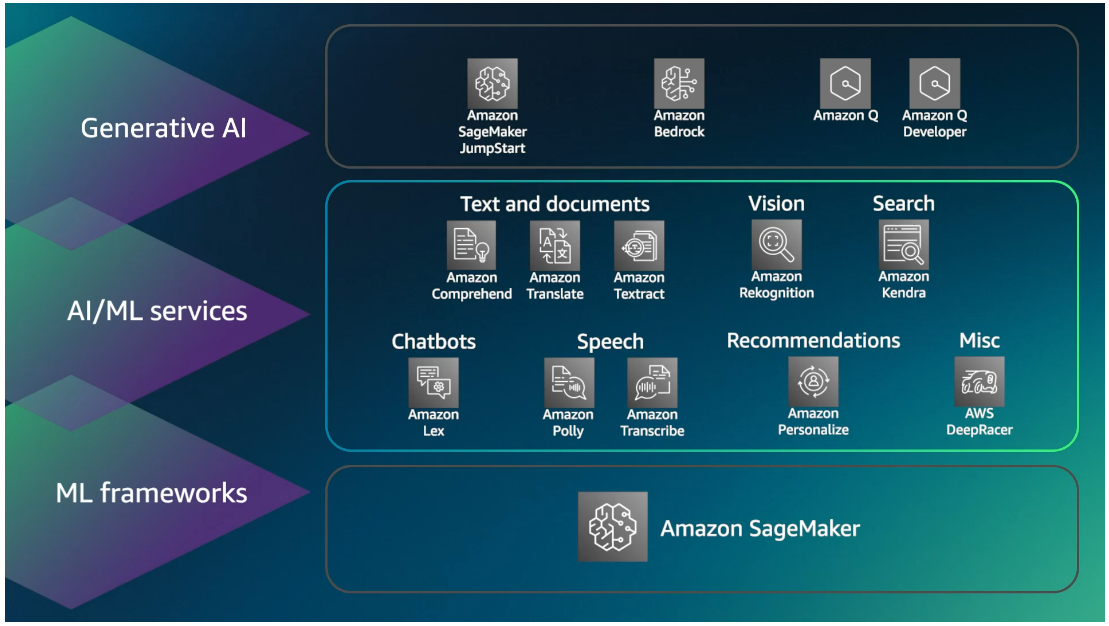 Generative AI
Amazon
SageMaker
JumpStart
Amazon
Bedrock
Amazon Q
Amazon Q
Developer
AI/ML services
Text and documents
Amazon
Comprehend
Amazon
Translate
Amazon
Textract
Vision
Amazon
Rekognition
Search
Amazon
Kendra
Chatbots
Amazon
Lex
Speech
Amazon
Polly
Amazon
Transcribe
Recommendations
Amazon
Personalize
Misc
AWS
DeepRacer
ML frameworks
Amazon SageMaker